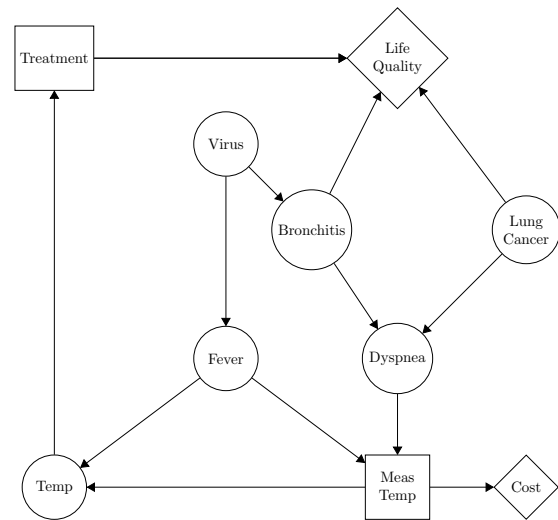 Treatment
Life
Quality
Virus
Bronchitis
Lung
Cancer
Fever
Dyspnea
Temp
Meas
Temp
Cost